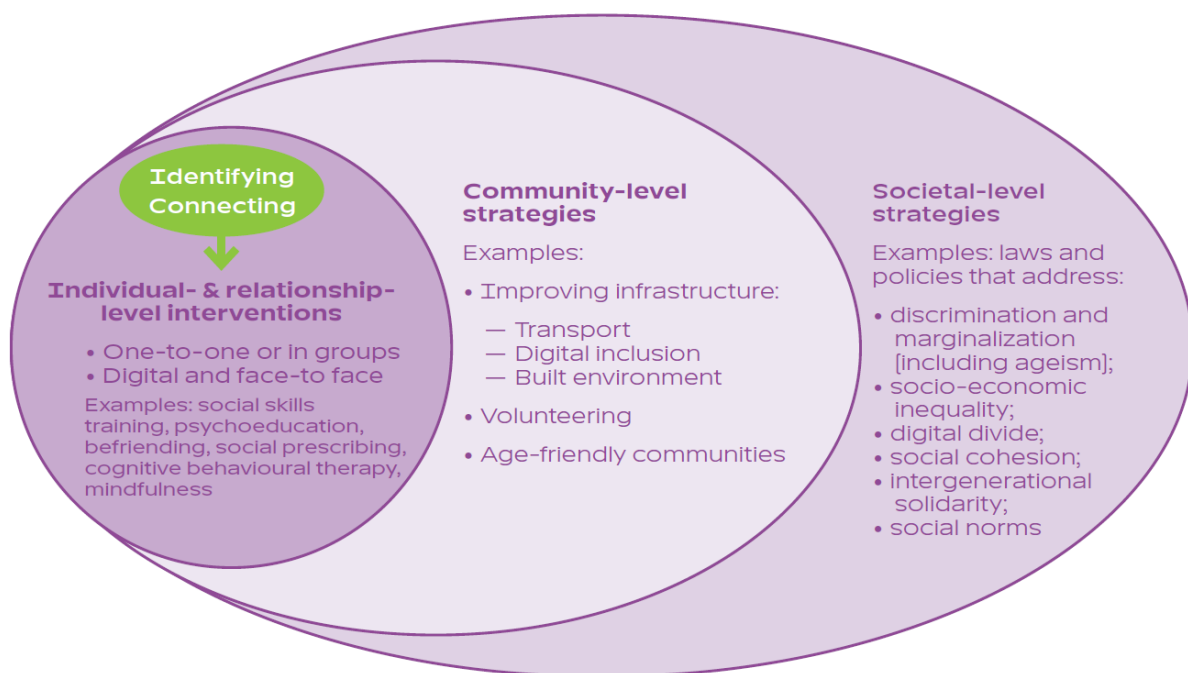 Identifying
Connecting
Individual- & relationship-
level interventions
• One-to-one or in groups
• Digital and face-to face
Examples: social skills
training, psychoeducation,
befriending, social prescribing,
cognitive behavioural therapy,
mindfulness
Community-level
strategies
Examples:
• Improving infrastructure:
— Transport
— Digital inclusion
— Built environment
• Volunteering
• Age-friendly communities
Societal-level
strategies
Examples: laws and
policies that address:
• discrimination and
marginalization
[including ageism];
• socio-economic
inequality;
• digital divide;
• social cohesion;
• intergenerational
solidarity;
• social norms